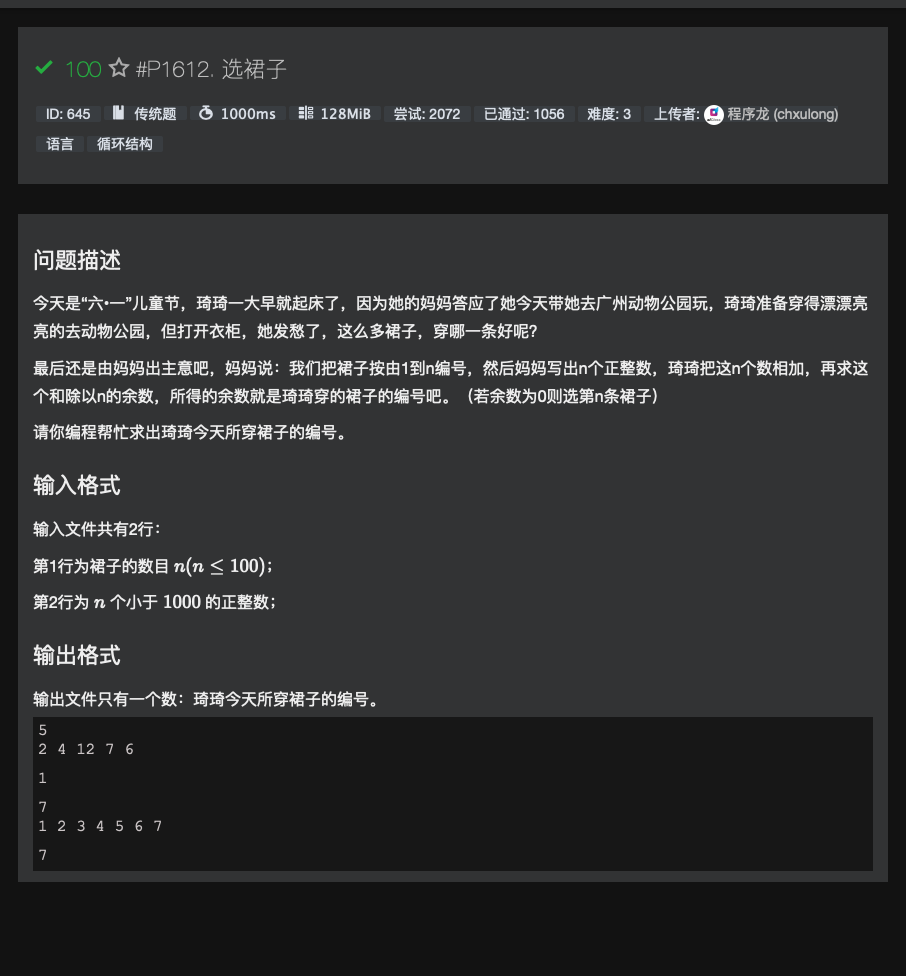 100 #P1612. 选裙子
ID: 645 传统题 1000ms 128MiB 尝试: 2072 已通过: 1056 难度: 3 上传者: 程序龙 (chxulong)
语言 循环结构
问题描述
今天是“六•一”儿童节，琦琦一大早就起床了，因为她的妈妈答应了她今天带她去广州动物公园玩，琦琦准备穿得漂漂亮
亮的去动物公园，但打开衣柜，她发愁了，这么多裙子，穿哪一条好呢？
最后还是由妈妈出主意吧，妈妈说：我们把裙子按由1到n编号，然后妈妈写出n个正整数，琦琦把这n个数相加，再求这
个和除以n的余数，所得的余数就是琦琦穿的裙子的编号吧。（若余数为0则选第n条裙子）
请你编程帮忙求出琦琦今天所穿裙子的编号。
输入格式
输入文件共有2行：
第1行为裙子的数目 n(n ≤ 100)；
第2行为 n 个小于 1000 的正整数；
输出格式
输出文件只有一个数：琦琦今天所穿裙子的编号。
5
2 4 12 7 6
1
7
1 2 3 4 5 6 7
7